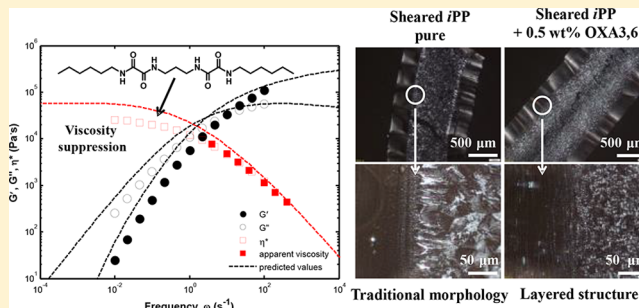 G', G'', η* (Pa·s)
10⁶
10⁵
10⁴
10³
10²
10¹
10⁻⁴
10⁻²
10⁰
10²
10⁴
Frequency, ω (s⁻¹)
H
N
O
O
N
H
H
N
O
O
N
H
Viscosity
suppression
G'
G''
η*
apparent viscosity
predicted values
Sheared iPP
pure
Sheared iPP
+ 0.5 wt% OXA3,6
500 μm
500 μm
50 μm
50 μm
Traditional morphology
Layered structure